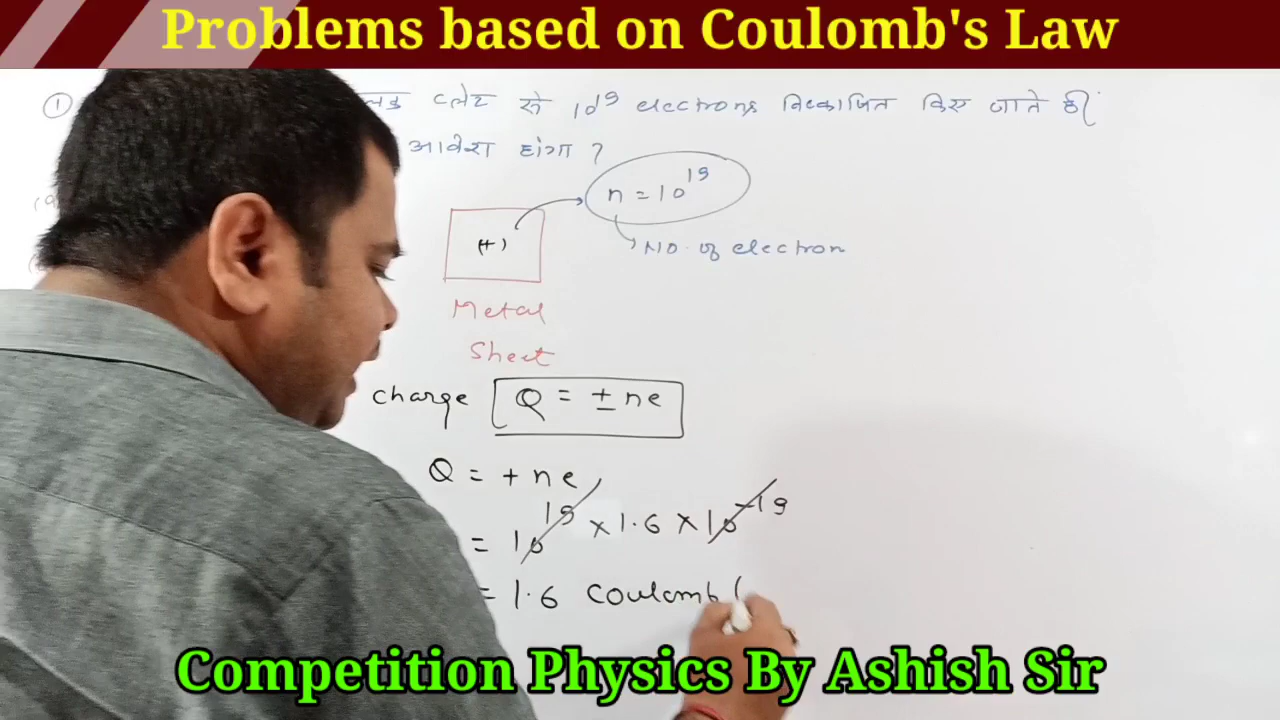 Problems based on Coulomb's Law
① प्लेट से 10¹⁹ electrons निष्कासित किए जाते हैं
आवेश होगा ?
n = 10¹⁹
No. of electron
(+)
Metal
Sheet
charge Q = ± ne
Q = + ne
= 10¹⁹ × 1.6 × 10⁻¹⁹
= 1.6 Coulomb (
Competition Physics By Ashish Sir